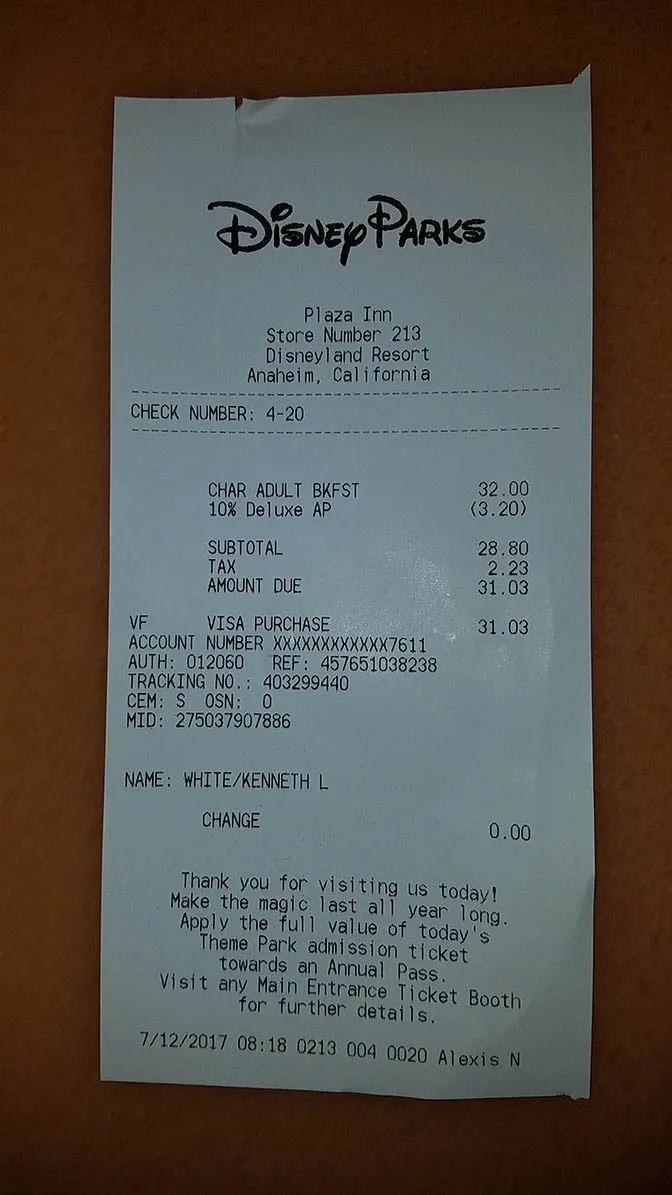 Disney Parks
Plaza Inn
Store Number 213
Disneyland Resort
Anaheim, California
--------------------------------------------
CHECK NUMBER: 4-20
--------------------------------------------
CHAR ADULT BKFST 32.00
10% Deluxe AP (3.20)
SUBTOTAL 28.80
TAX 2.23
AMOUNT DUE 31.03
VF VISA PURCHASE 31.03
ACCOUNT NUMBER XXXXXXXXXXXX7611
AUTH: 012060 REF: 457651038238
TRACKING NO.: 403299440
CEM: S OSN: O
MID: 275037907886
NAME: WHITE/KENNETH L
CHANGE 0.00
Thank you for visiting us today!
Make the magic last all year long.
Apply the full value of today's
Theme Park admission ticket
towards an Annual Pass.
Visit any Main Entrance Ticket Booth
for further details.
7/12/2017 08:18 0213 004 0020 Alexis N